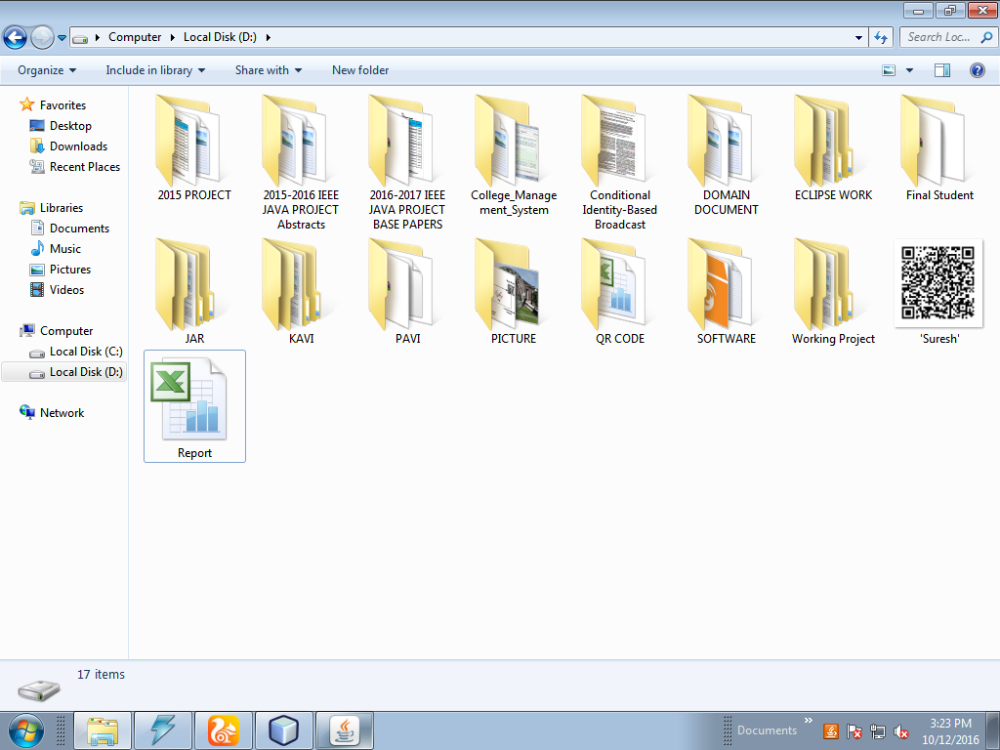 Computer Local Disk (D:) Search Loc...
Organize Include in library Share with New folder
Favorites
Desktop
Downloads
Recent Places
Libraries
Documents
Music
Pictures
Videos
Computer
Local Disk (C:)
Local Disk (D:)
Network
2015 PROJECT
2015-2016 IEEE
JAVA PROJECT
Abstracts
2016-2017 IEEE
JAVA PROJECT
BASE PAPERS
College_Manage
ment_System
Conditional
Identity-Based
Broadcast
DOMAIN
DOCUMENT
ECLIPSE WORK
Final Student
JAR
KAVI
PAVI
PICTURE
QR CODE
SOFTWARE
Working Project
'Suresh'
Report
17 items
Documents
3:23 PM
10/12/2016